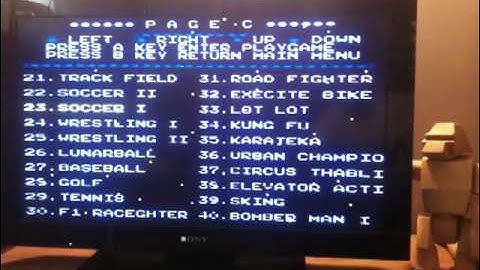 PAGE C
LEFT RIGHT UP DOWN
PRESS A KEY ENTER PLAYGAME
PRESS B KEY RETURN MAIN MENU
21. TRACK FIELD 31. ROAD FIGHTER
22. SOCCER II 32. EXECITE BIKE
23. SOCCER I 33. LOT LOT
24. WRESTLING I 34. KUNG FU
25. WRESTLING II 35. KARAJEKA
26. LUNARBALL 36. URBAN CHAMPIO
27. BASEBALL 37. CIRCUS THABLI
28. GOLF 38. ELEVATOR ACTI
29. TENNIS 39. SKING
30. F1.RACEGHTER 40. BOMBER MAN I
SONY